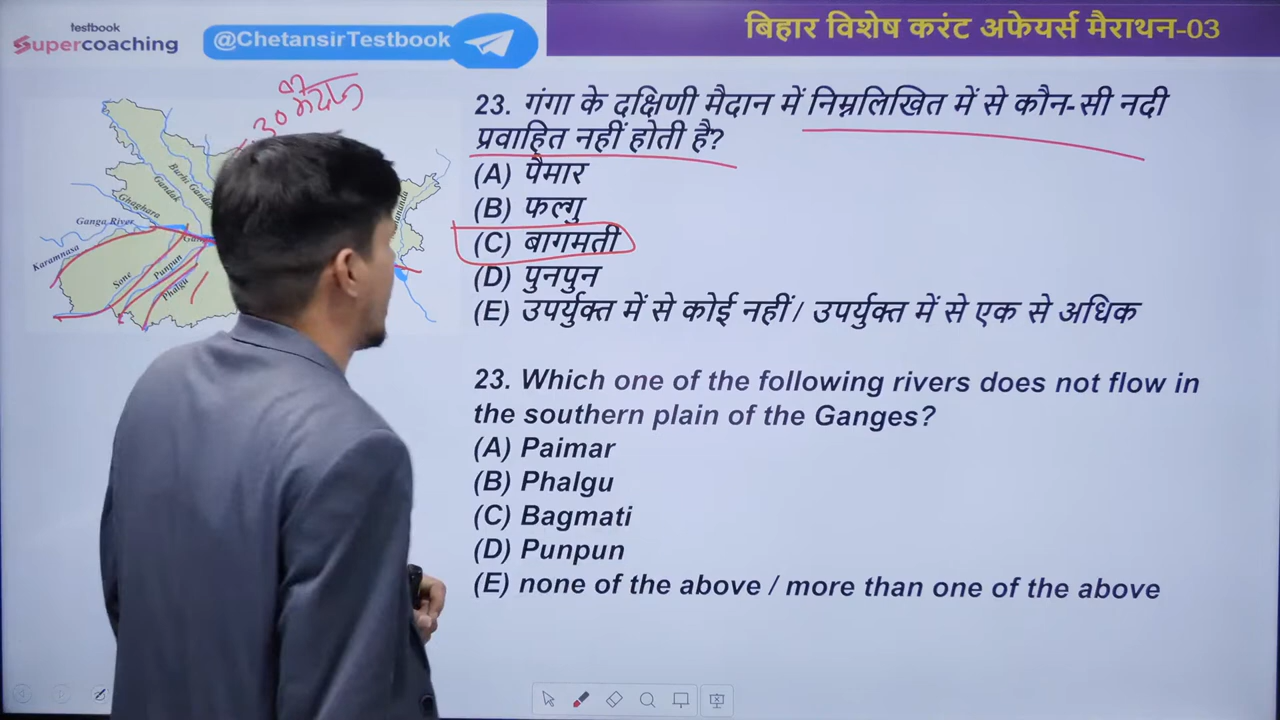 testbook
Supercoaching
@ChetansirTestbook
बिहार विशेष करंट अफेयर्स मैराथन-03
23. गंगा के दक्षिणी मैदान में निम्नलिखित में से कौन-सी नदी
प्रवाहित नहीं होती है?
(A) पैमार
(B) फल्गु
(C) बागमती
(D) पुनपुन
(E) उपर्युक्त में से कोई नहीं / उपर्युक्त में से एक से अधिक
23. Which one of the following rivers does not flow in
the southern plain of the Ganges?
(A) Paimar
(B) Phalgu
(C) Bagmati
(D) Punpun
(E) none of the above / more than one of the above
Gandak
Ghaghara
Ganga River
Karamnasa
Sone
Punpun
Phalgu